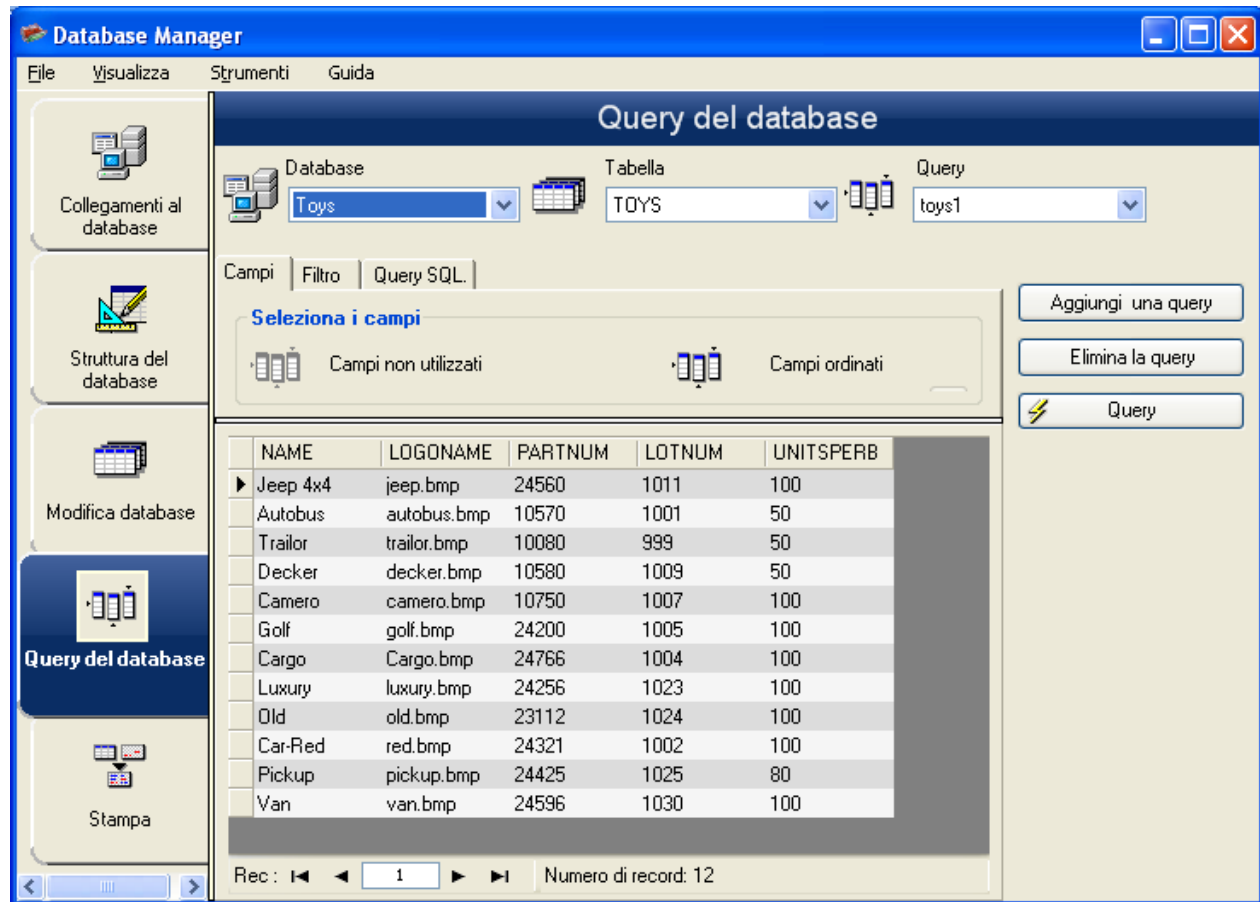 Database Manager
File Visualizza Strumenti Guida
Query del database
Collegamenti al database
Struttura del database
Modifica database
Query del database
Stampa
Database Tabella Query
Toys TOYS toys1
Campi Filtro Query SQL.
Seleziona i campi
Campi non utilizzati Campi ordinati
Aggiungi una query
Elimina la query
Query
NAME LOGONAME PARTNUM LOTNUM UNITSPERB
Jeep 4x4 jeep.bmp 24560 1011 100
Autobus autobus.bmp 10570 1001 50
Trailor trailor.bmp 10080 999 50
Decker decker.bmp 10580 1009 50
Camero camero.bmp 10750 1007 100
Golf golf.bmp 24200 1005 100
Cargo Cargo.bmp 24766 1004 100
Luxury luxury.bmp 24256 1023 100
Old old.bmp 23112 1024 100
Car-Red red.bmp 24321 1002 100
Pickup pickup.bmp 24425 1025 80
Van van.bmp 24596 1030 100
Rec : 1 Numero di record: 12